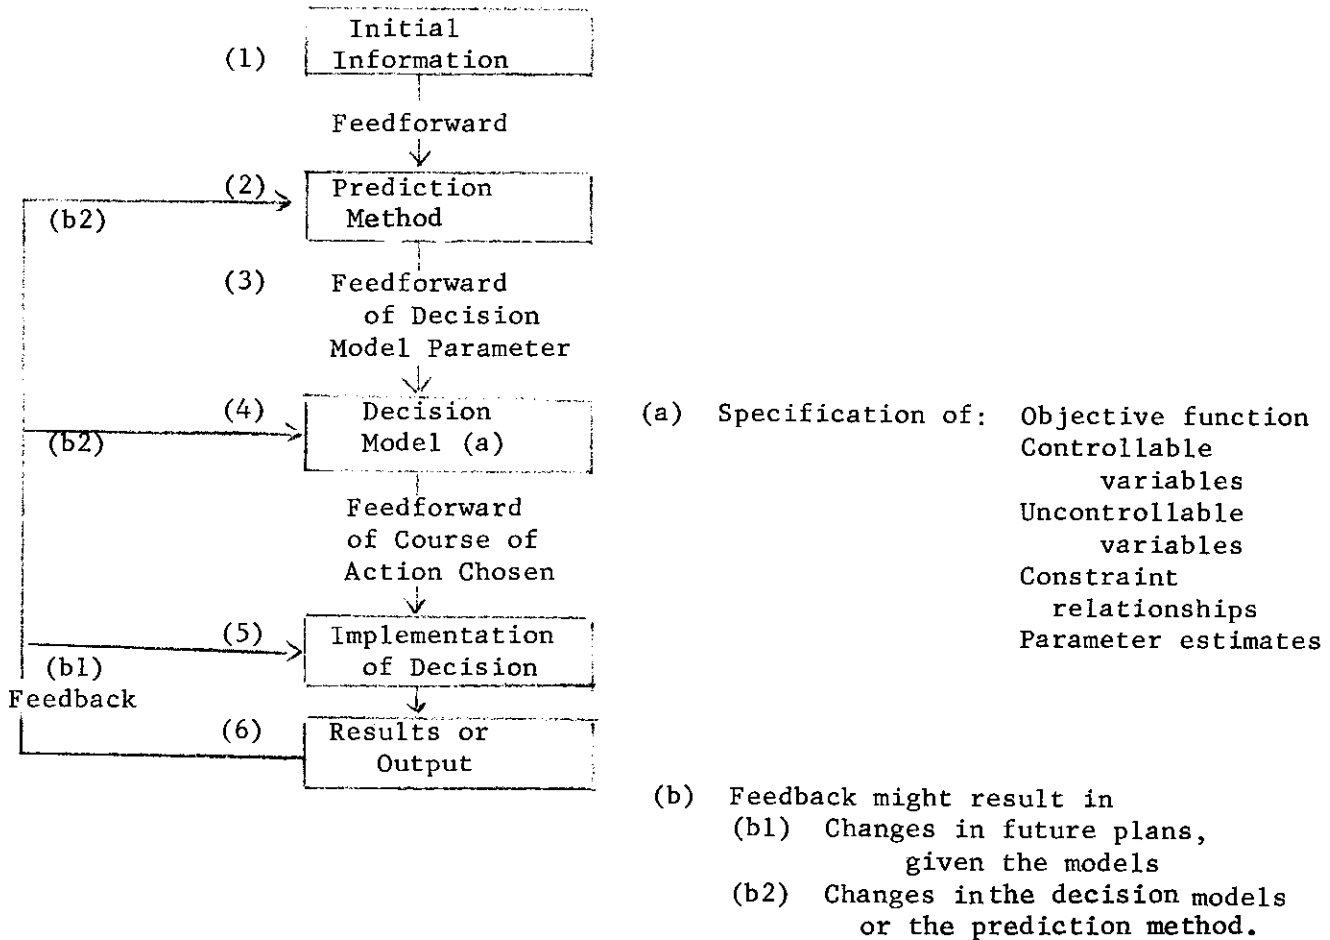 Initial
(1) Information
Feedforward
(2) Prediction
(b2) Method
(3) Feedforward
of Decision
Model Parameter
(4) Decision
(b2) Model (a)
Feedforward
of Course of
Action Chosen
(5) Implementation
(b1) of Decision
Feedback
(6) Results or
Output
(a) Specification of: Objective function
Controllable
variables
Uncontrollable
variables
Constraint
relationships
Parameter estimates
(b) Feedback might result in
(b1) Changes in future plans,
given the models
(b2) Changes in the decision models
or the prediction method.